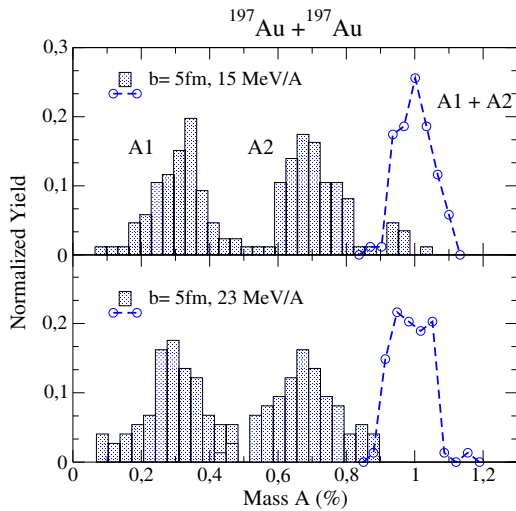 ¹⁹⁷Au + ¹⁹⁷Au
0,3
b= 5fm, 15 MeV/A
A1 + A2
0,2
A1
A2
0,1
0
Normalized Yield
b= 5fm, 23 MeV/A
0,2
0,1
0
0 0,2 0,4 0,6 0,8 1 1,2
Mass A (%)